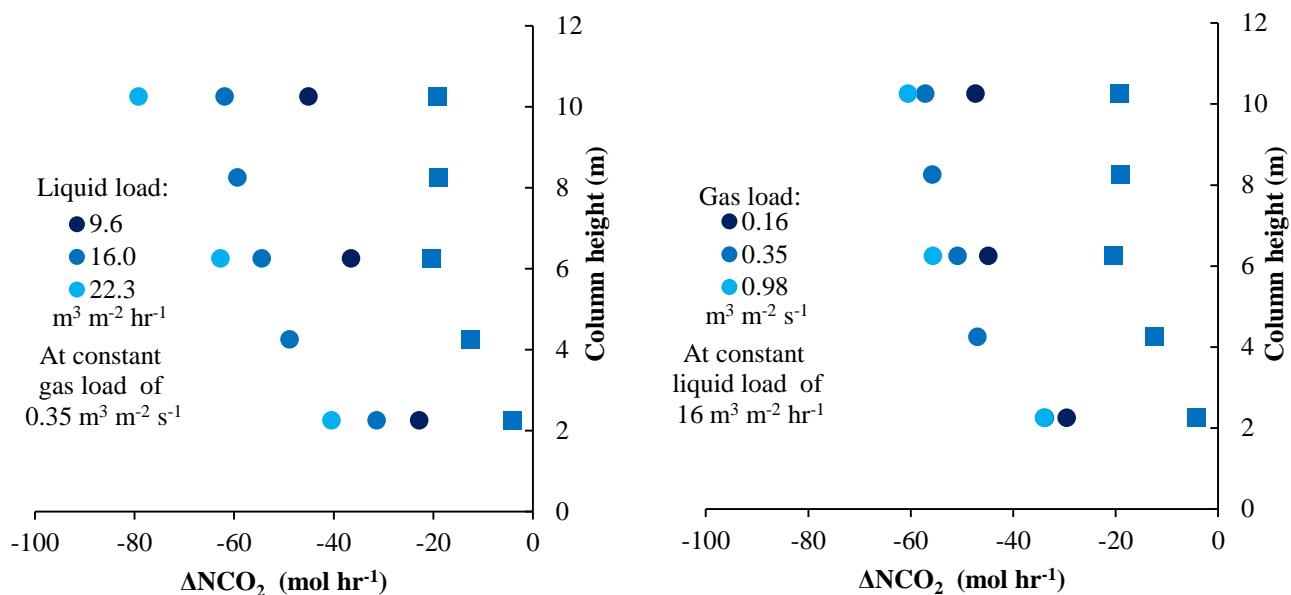 12
10
8
6
4
2
0
Column height (m)
Liquid load:
9.6
16.0
22.3
m³ m⁻² hr⁻¹
At constant
gas load of
0.35 m³ m⁻² s⁻¹
-100 -80 -60 -40 -20 0
ΔNCO₂ (mol hr⁻¹)
12
10
8
6
4
2
0
Column height (m)
Gas load:
0.16
0.35
0.98
m³ m⁻² s⁻¹
At constant
liquid load of
16 m³ m⁻² hr⁻¹
-100 -80 -60 -40 -20 0
ΔNCO₂ (mol hr⁻¹)